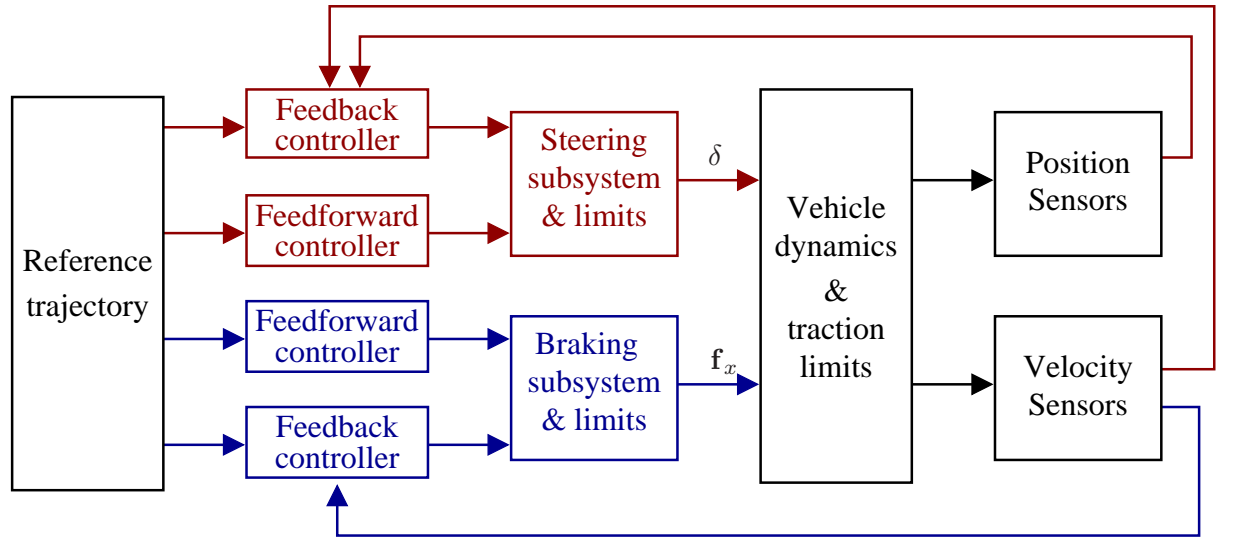 Reference
trajectory
Feedback
controller
Feedforward
controller
Feedforward
controller
Feedback
controller
Steering
subsystem
& limits
Braking
subsystem
& limits
δ
𝐟ₓ
Vehicle
dynamics
&
traction
limits
Position
Sensors
Velocity
Sensors